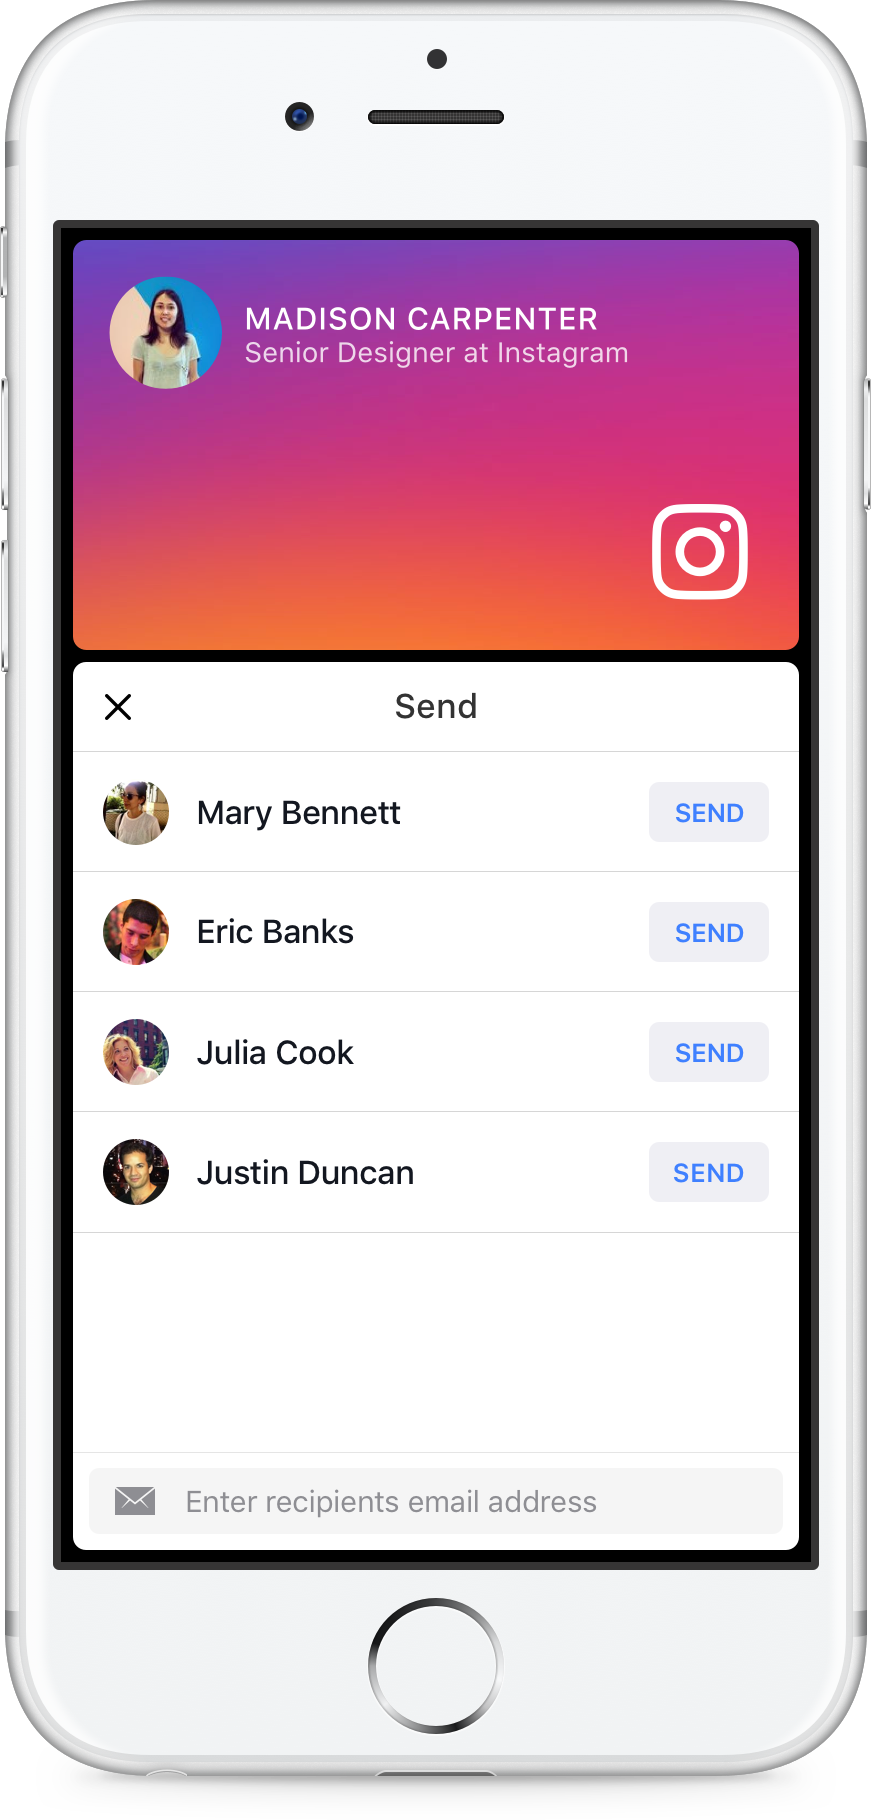 MADISON CARPENTER
Senior Designer at Instagram
Send
Mary Bennett
SEND
Eric Banks
SEND
Julia Cook
SEND
Justin Duncan
SEND
Enter recipients email address